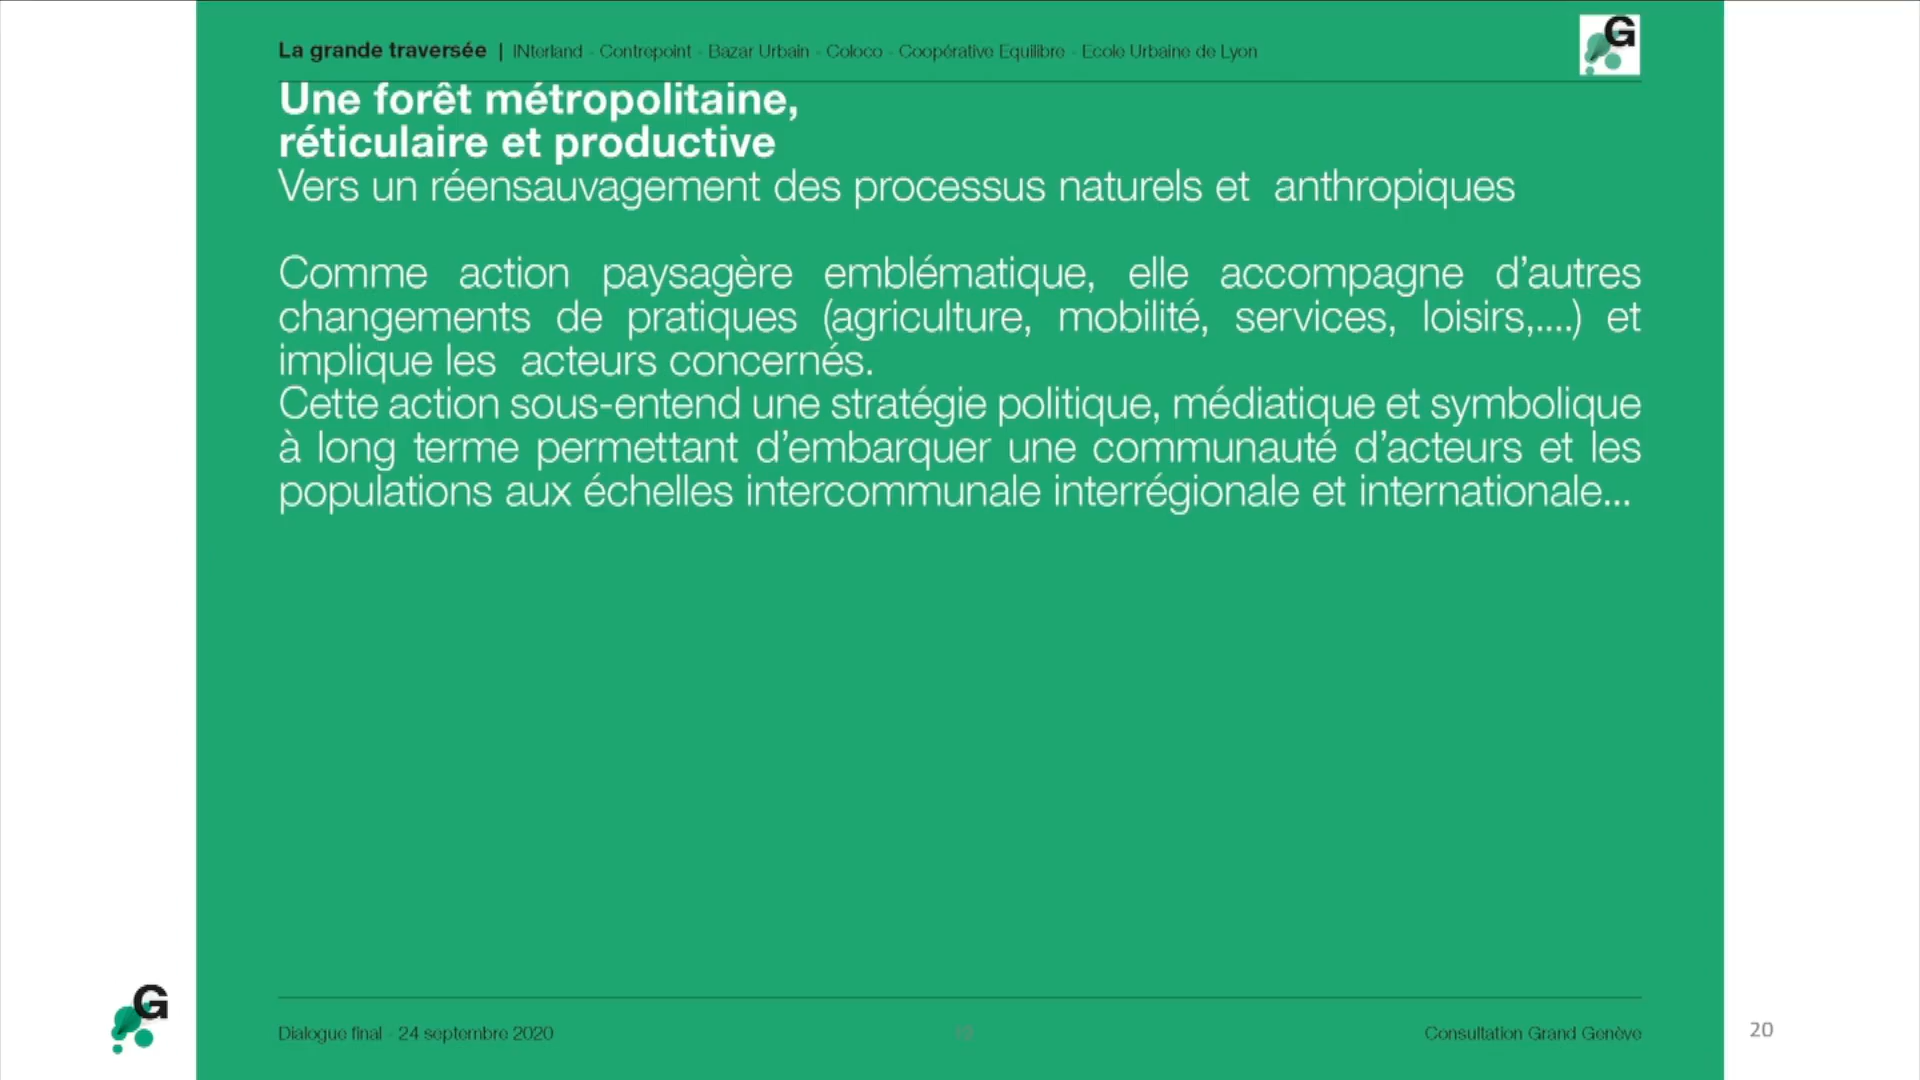 La grande traversée | INterland - Contrepoint - Bazar Urbain - Coloco - Coopérative Equilibre - Ecole Urbaine de Lyon
G
Une forêt métropolitaine,
réticulaire et productive
Vers un réensauvagement des processus naturels et anthropiques
Comme action paysagère emblématique, elle accompagne d'autres
changements de pratiques (agriculture, mobilité, services, loisirs,....) et
implique les acteurs concernés.
Cette action sous-entend une stratégie politique, médiatique et symbolique
à long terme permettant d'embarquer une communauté d'acteurs et les
populations aux échelles intercommunale interrégionale et internationale...
G
Dialogue final - 24 septembre 2020
Consultation Grand Genève
20